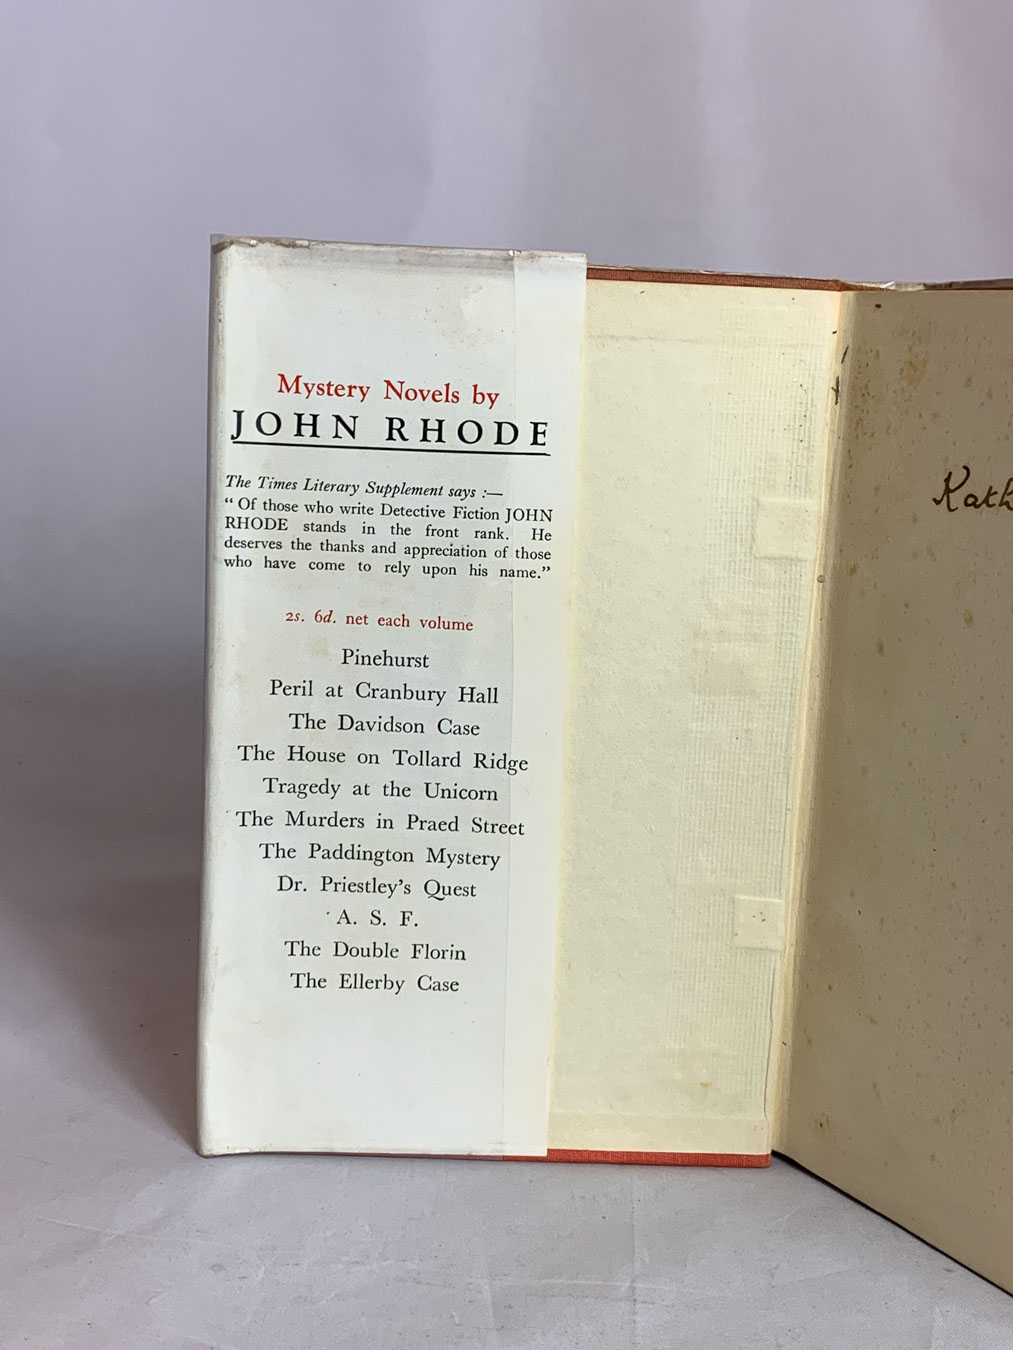 Mystery Novels by
JOHN RHODE
The Times Literary Supplement says :—
“ Of those who write Detective Fiction JOHN
RHODE stands in the front rank. He
deserves the thanks and appreciation of those
who have come to rely upon his name.”
2s. 6d. net each volume
Pinehurst
Peril at Cranbury Hall
The Davidson Case
The House on Tollard Ridge
Tragedy at the Unicorn
The Murders in Praed Street
The Paddington Mystery
Dr. Priestley’s Quest
A. S. F.
The Double Florin
The Ellerby Case
Kath